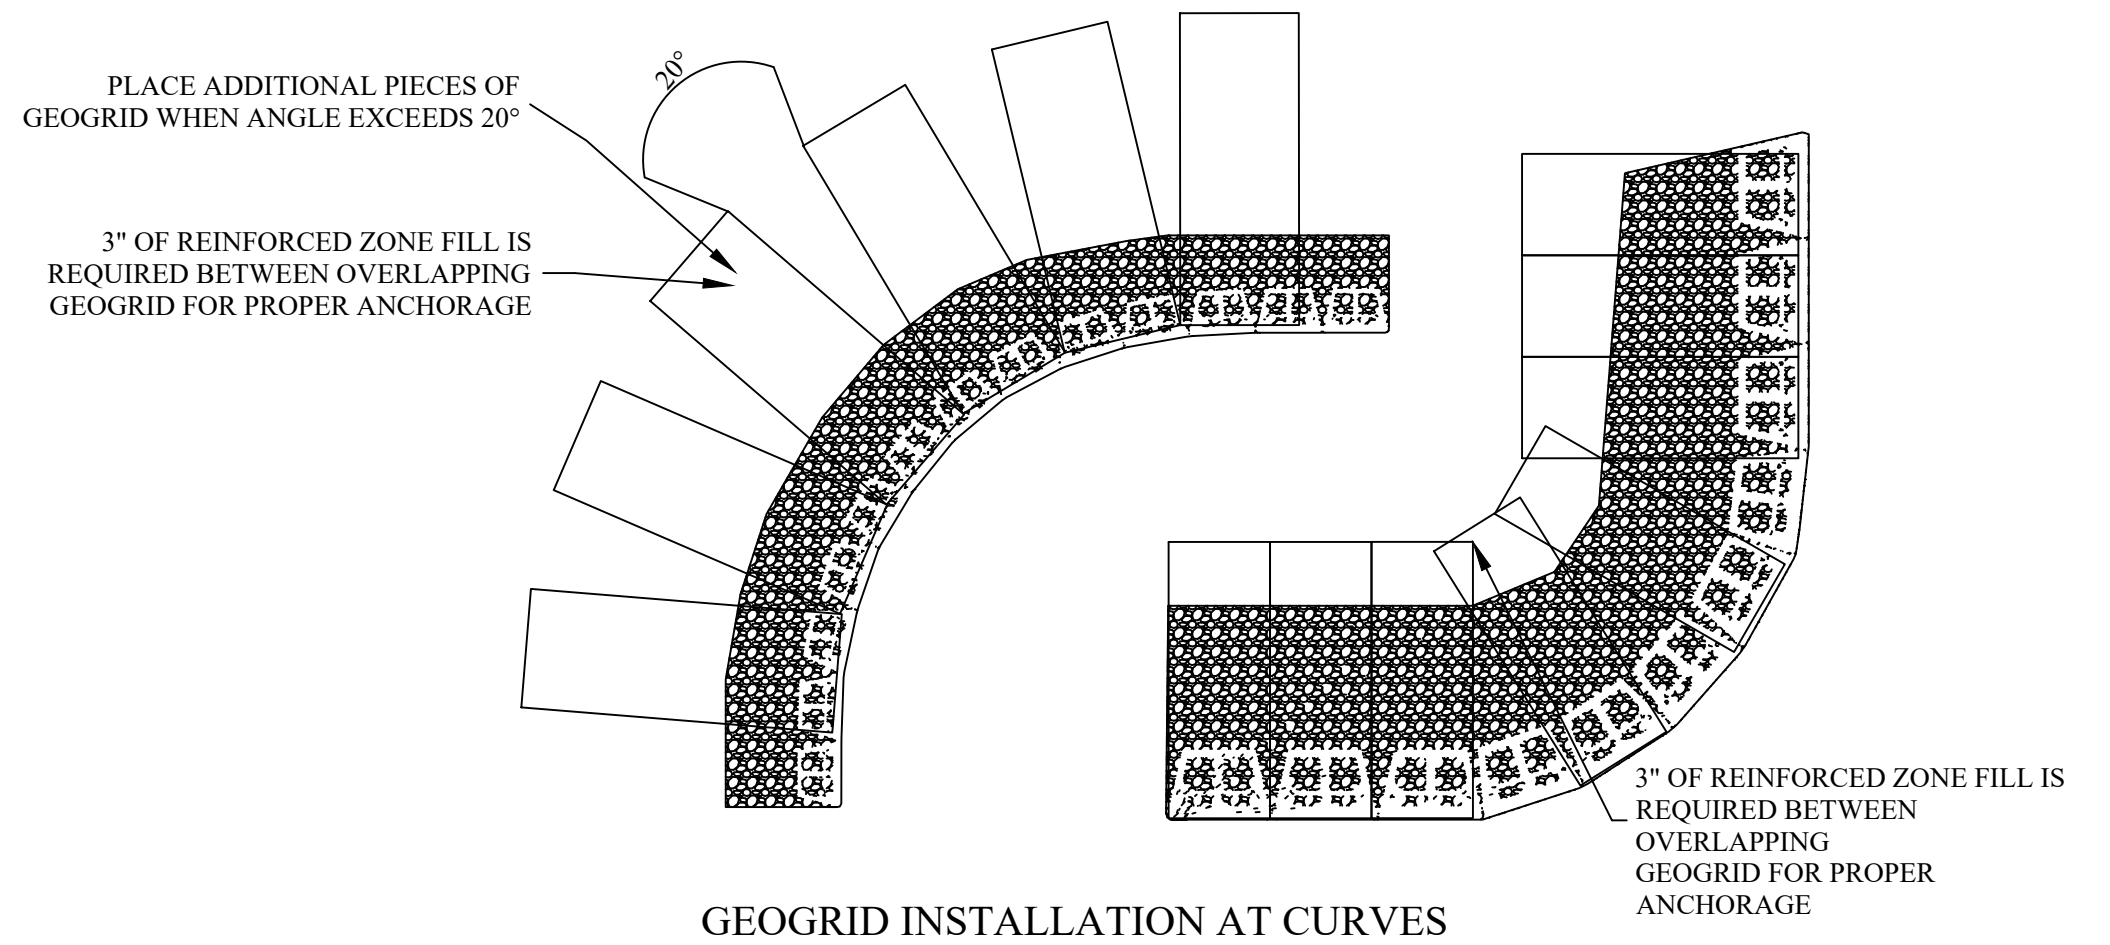 20°
PLACE ADDITIONAL PIECES OF
GEOGRID WHEN ANGLE EXCEEDS 20°
3" OF REINFORCED ZONE FILL IS
REQUIRED BETWEEN OVERLAPPING
GEOGRID FOR PROPER ANCHORAGE
3" OF REINFORCED ZONE FILL IS
REQUIRED BETWEEN
OVERLAPPING
GEOGRID FOR PROPER
ANCHORAGE
GEOGRID INSTALLATION AT CURVES